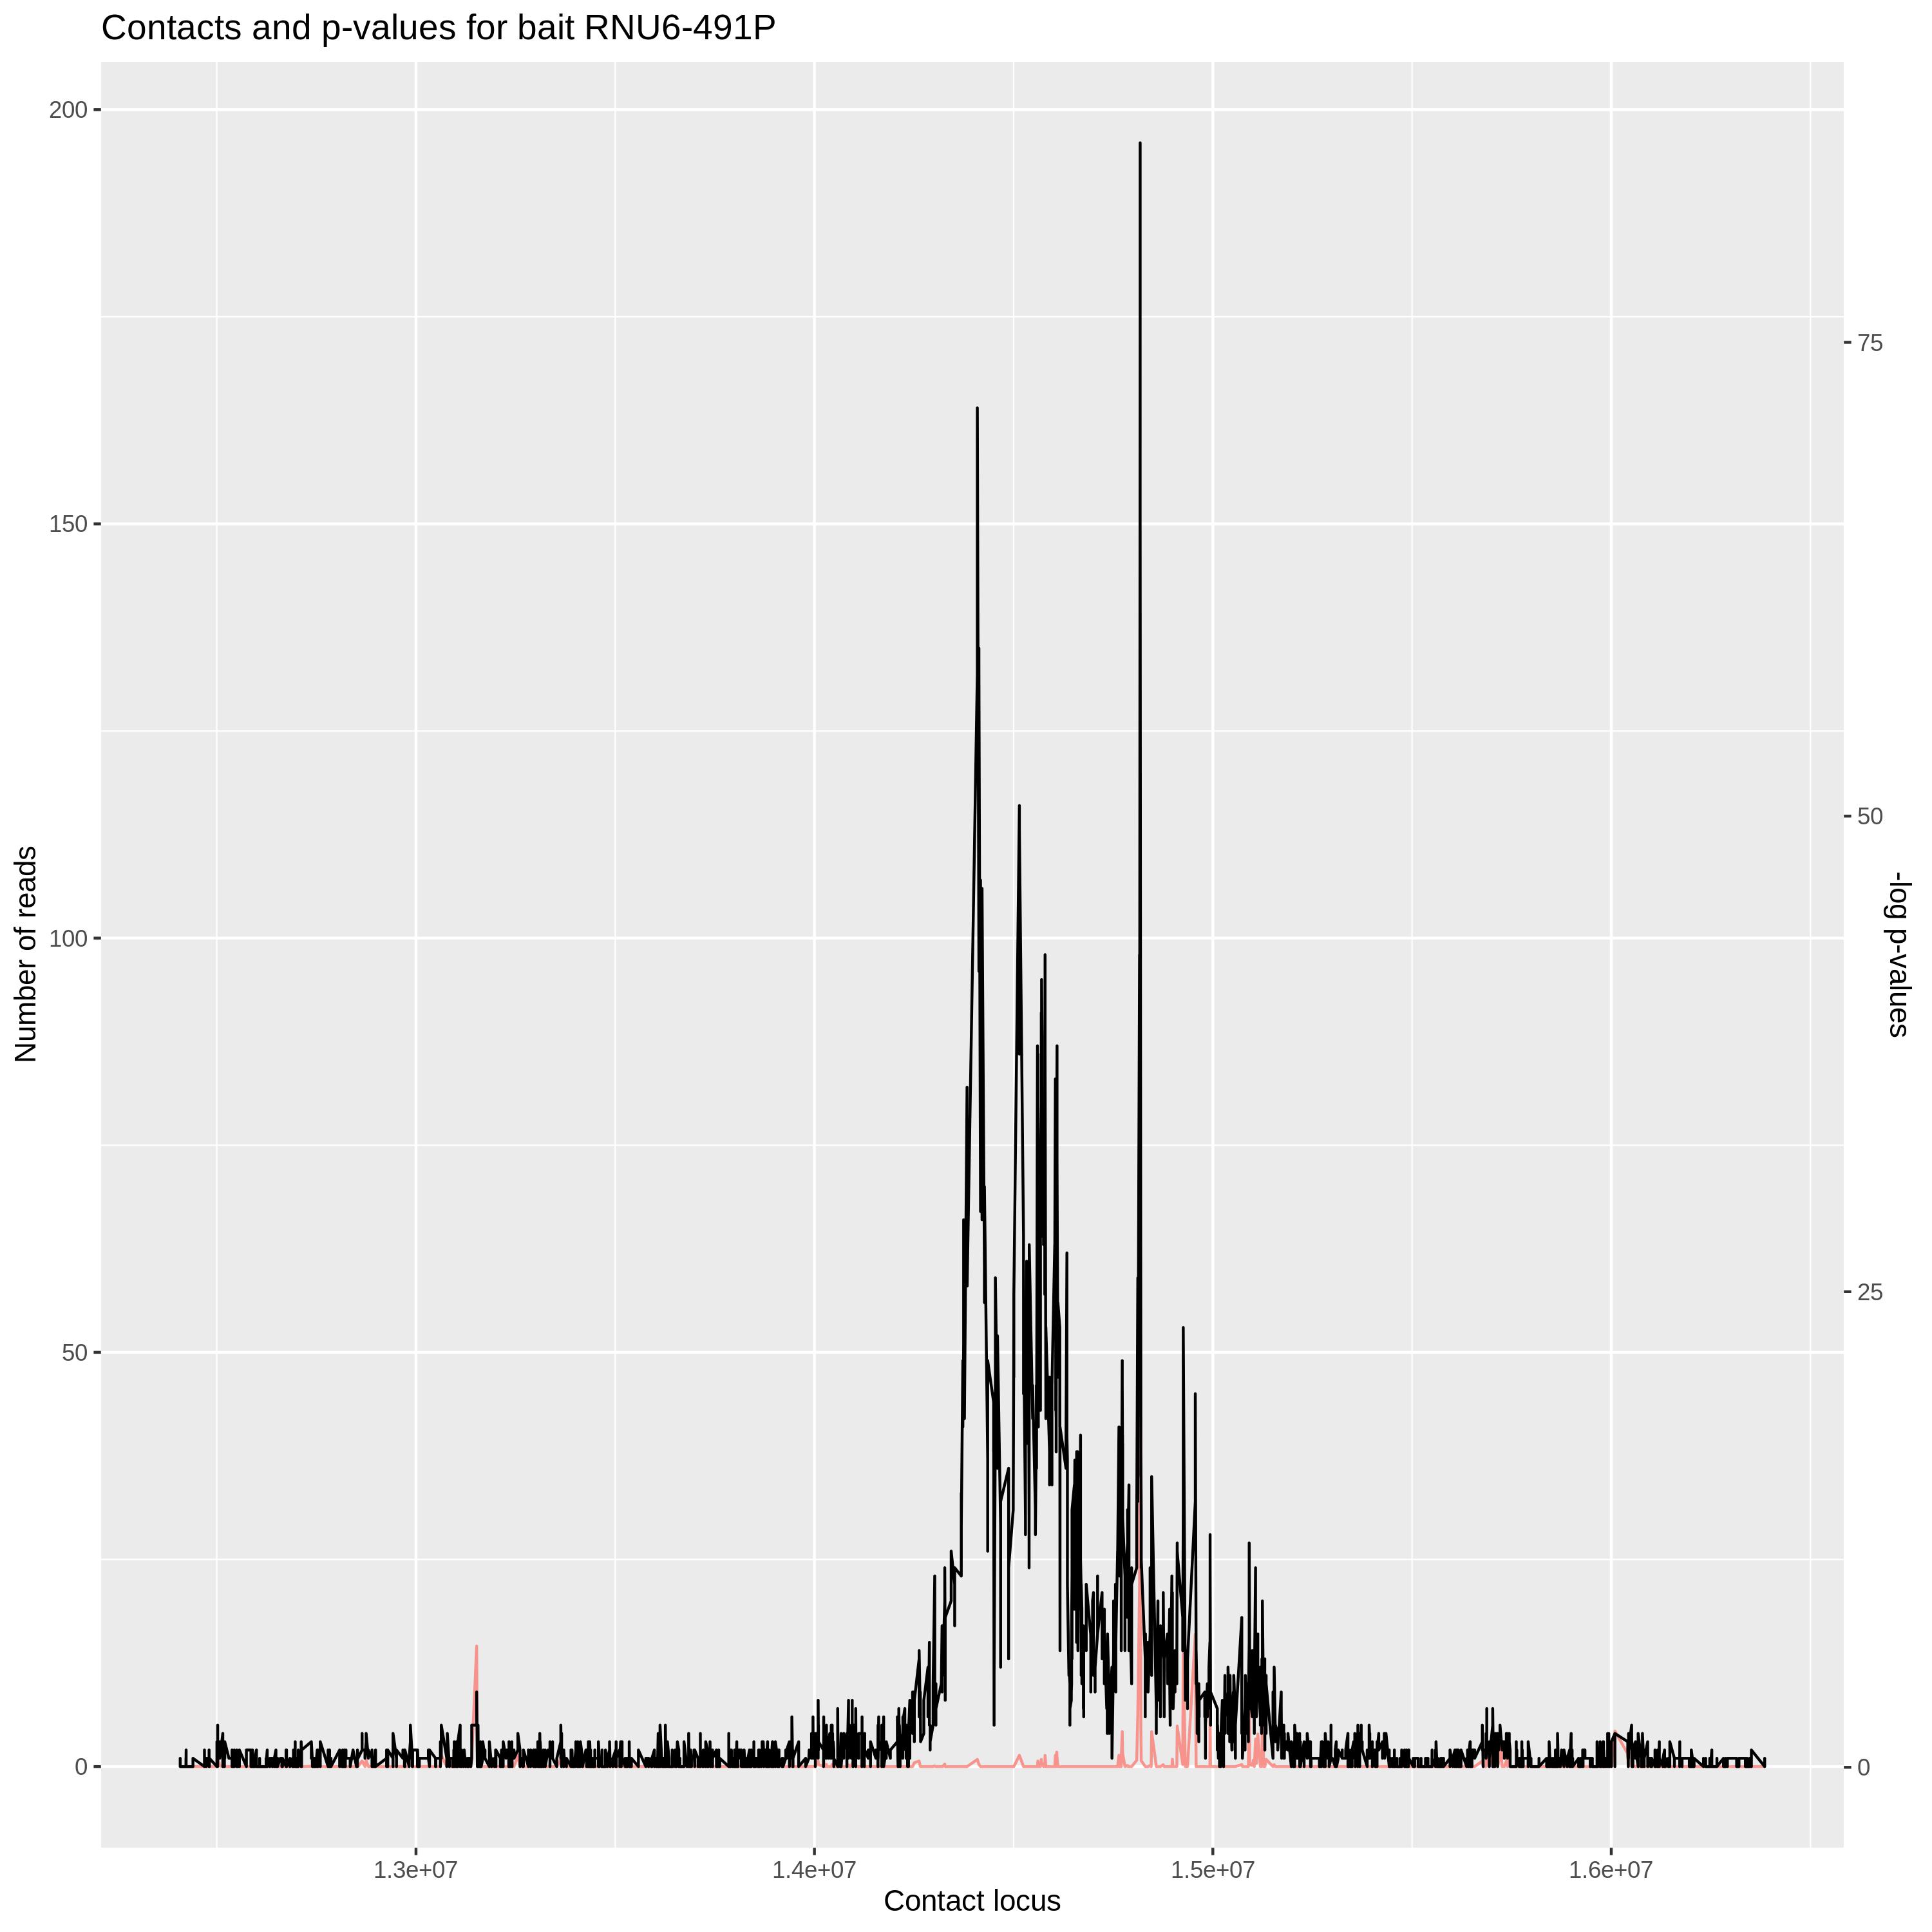 Contacts and p-values for bait RNU6-491P
200
150
100
50
0
75
50
25
0
Number of reads
-log p-values
1.3e+07 1.4e+07 1.5e+07 1.6e+07
Contact locus